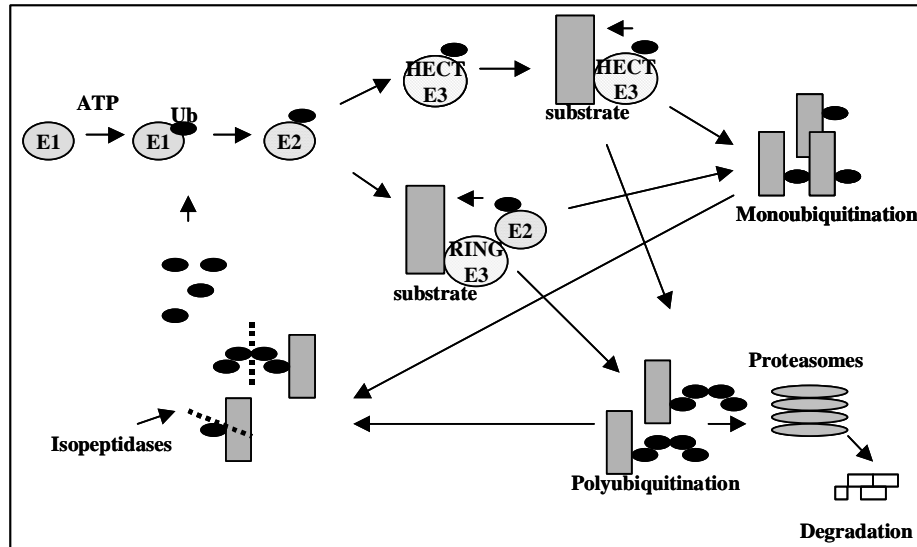 ATP
Ub
E1
E1
E2
HECT
E3
HECT
E3
substrate
Monoubiquitination
E2
RING
E3
substrate
Isopeptidases
Proteasomes
Polyubiquitination
Degradation